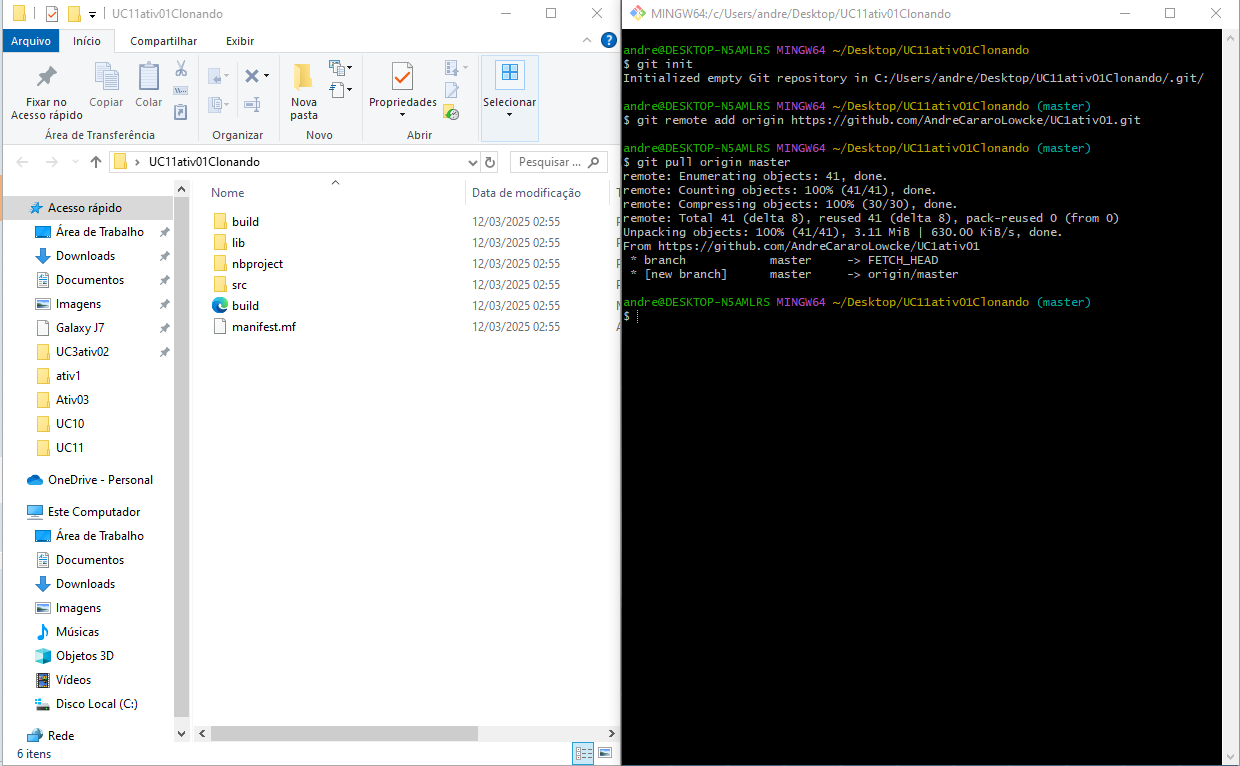 UC11ativ01Clonando
Arquivo Início Compartilhar Exibir
Fixar no
Acesso rápido
Copiar
Colar
Área de Transferência
Organizar
Nova
pasta
Novo
Propriedades
Abrir
Selecionar
UC11ativ01Clonando
Pesquisar ...
Acesso rápido
Área de Trabalho
Downloads
Documentos
Imagens
Galaxy J7
UC3ativ02
ativ1
Ativ03
UC10
UC11
OneDrive - Personal
Este Computador
Área de Trabalho
Documentos
Downloads
Imagens
Músicas
Objetos 3D
Vídeos
Disco Local (C:)
Rede
6 itens
Nome Data de modificação
build 12/03/2025 02:55
lib 12/03/2025 02:55
nbproject 12/03/2025 02:55
src 12/03/2025 02:55
build 12/03/2025 02:55
manifest.mf 12/03/2025 02:55
MINGW64:/c/Users/andre/Desktop/UC11ativ01Clonando
andre@DESKTOP-N5AMLRS MINGW64 ~/Desktop/UC11ativ01Clonando
$ git init
Initialized empty Git repository in C:/Users/andre/Desktop/UC11ativ01Clonando/.git/
andre@DESKTOP-N5AMLRS MINGW64 ~/Desktop/UC11ativ01Clonando (master)
$ git remote add origin https://github.com/AndreCararoLowcke/UC1ativ01.git
andre@DESKTOP-N5AMLRS MINGW64 ~/Desktop/UC11ativ01Clonando (master)
$ git pull origin master
remote: Enumerating objects: 41, done.
remote: Counting objects: 100% (41/41), done.
remote: Compressing objects: 100% (30/30), done.
remote: Total 41 (delta 8), reused 41 (delta 8), pack-reused 0 (from 0)
Unpacking objects: 100% (41/41), 3.11 MiB | 630.00 KiB/s, done.
From https://github.com/AndreCararoLowcke/UC1ativ01
* branch master -> FETCH_HEAD
* [new branch] master -> origin/master
andre@DESKTOP-N5AMLRS MINGW64 ~/Desktop/UC11ativ01Clonando (master)
$